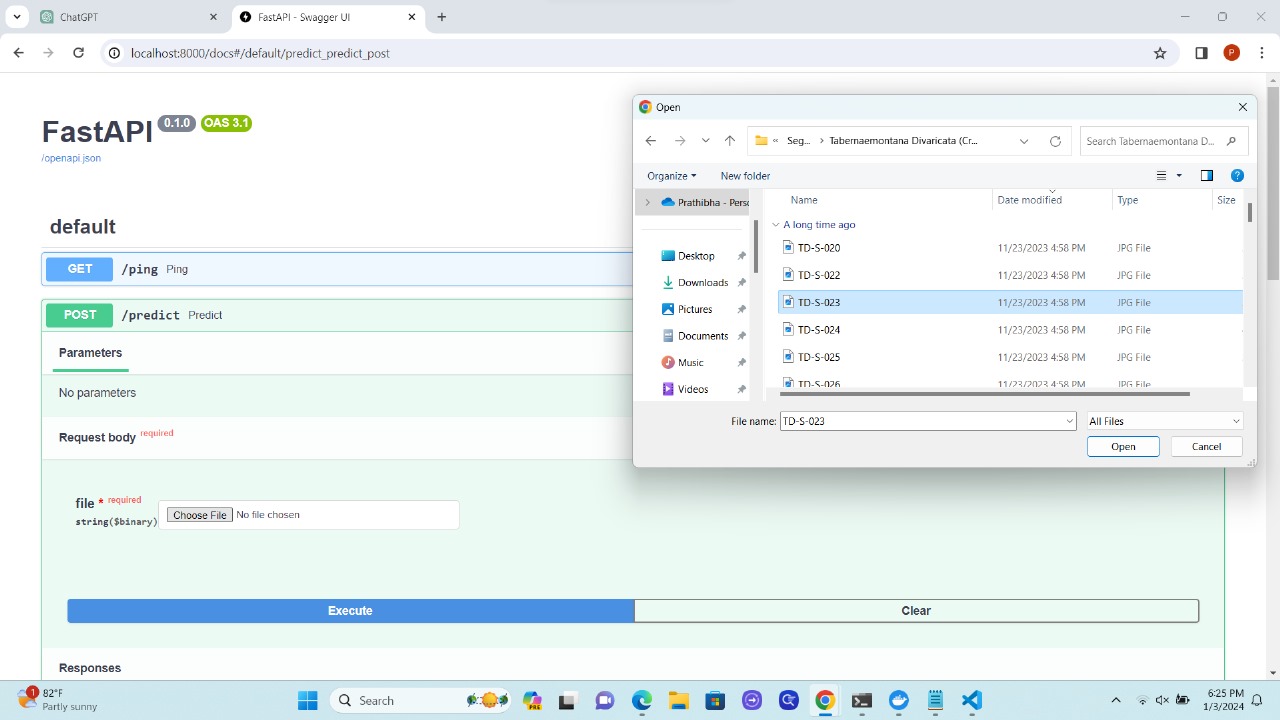 ChatGPT
FastAPI - Swagger UI
localhost:8000/docs#/default/predict_predict_post
P
FastAPI 0.1.0 OAS 3.1
/openapi.json
default
GET /ping Ping
POST /predict Predict
Parameters
No parameters
Request body required
file * required
string($binary)
Choose File No file chosen
Execute
Clear
Responses
Open
« Seg... > Tabernaemontana Divaricata (Cr...
Search Tabernaemontana D...
Organize
New folder
Prathibha - Perso
Desktop
Downloads
Pictures
Documents
Music
Videos
Name Date modified Type Size
A long time ago
TD-S-020 11/23/2023 4:58 PM JPG File
TD-S-022 11/23/2023 4:58 PM JPG File
TD-S-023 11/23/2023 4:58 PM JPG File
TD-S-024 11/23/2023 4:58 PM JPG File
TD-S-025 11/23/2023 4:58 PM JPG File
TD-S-026 11/23/2023 4:58 PM JPG File
File name: TD-S-023
All Files
Open
Cancel
1
82°F
Partly sunny
Search
PRE
6:25 PM
1/3/2024